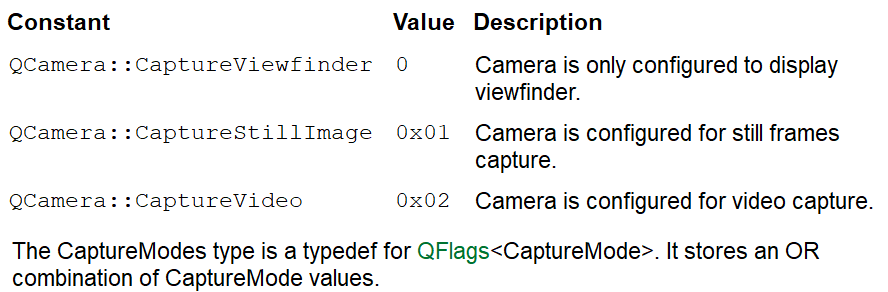 Constant Value Description
QCamera::CaptureViewfinder 0 Camera is only configured to display
viewfinder.
QCamera::CaptureStillImage 0x01 Camera is configured for still frames
capture.
QCamera::CaptureVideo 0x02 Camera is configured for video capture.
The CaptureModes type is a typedef for QFlags<CaptureMode>. It stores an OR
combination of CaptureMode values.